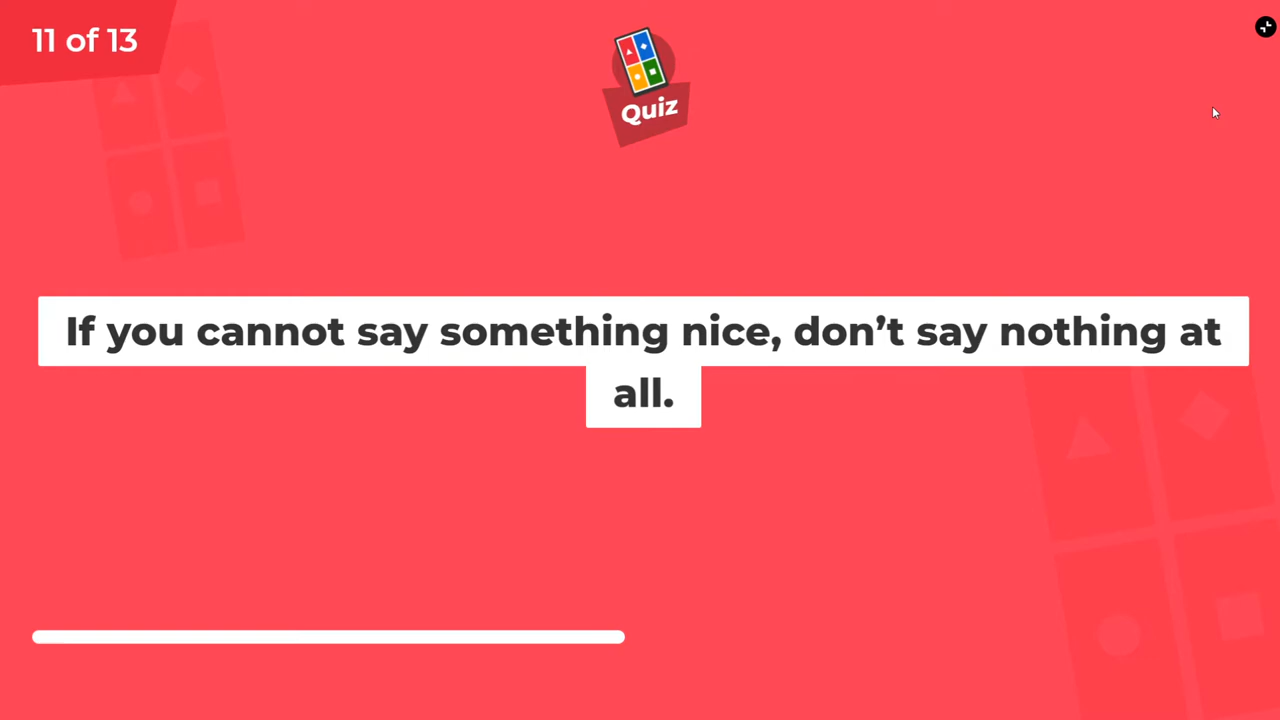 11 of 13
Quiz
If you cannot say something nice, don’t say nothing at
all.